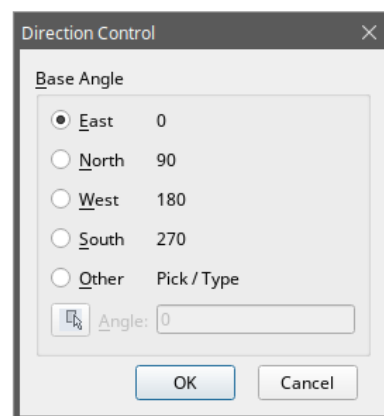 Direction Control
Base Angle
East 0
North 90
West 180
South 270
Other Pick / Type
Angle: 0
OK Cancel